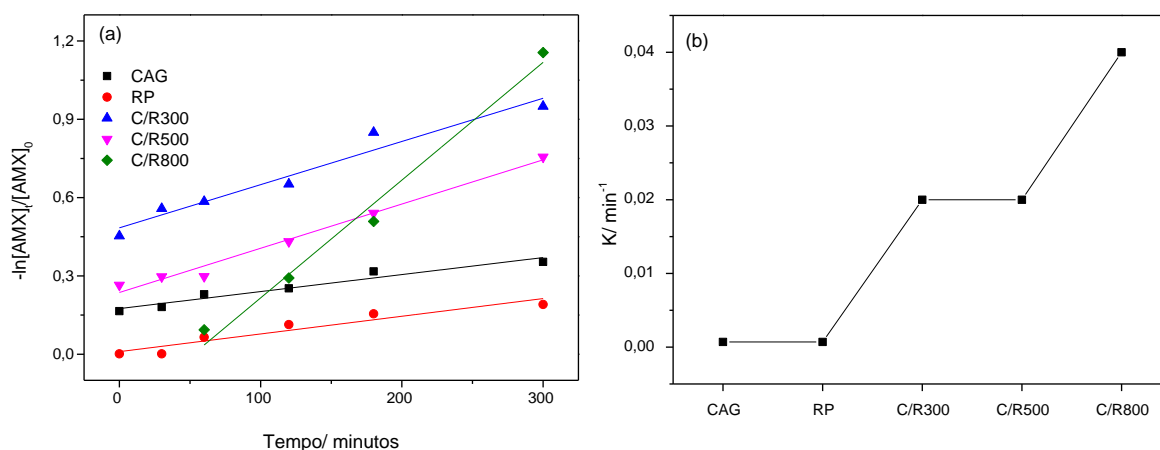 (a)
1,2
0,9
0,6
0,3
0,0
-ln[AMX]t/[AMX]0
CAG
RP
C/R300
C/R500
C/R800
0 100 200 300
Tempo/ minutos
(b)
0,04
0,03
0,02
0,01
0,00
K/ min-1
CAG RP C/R300 C/R500 C/R800